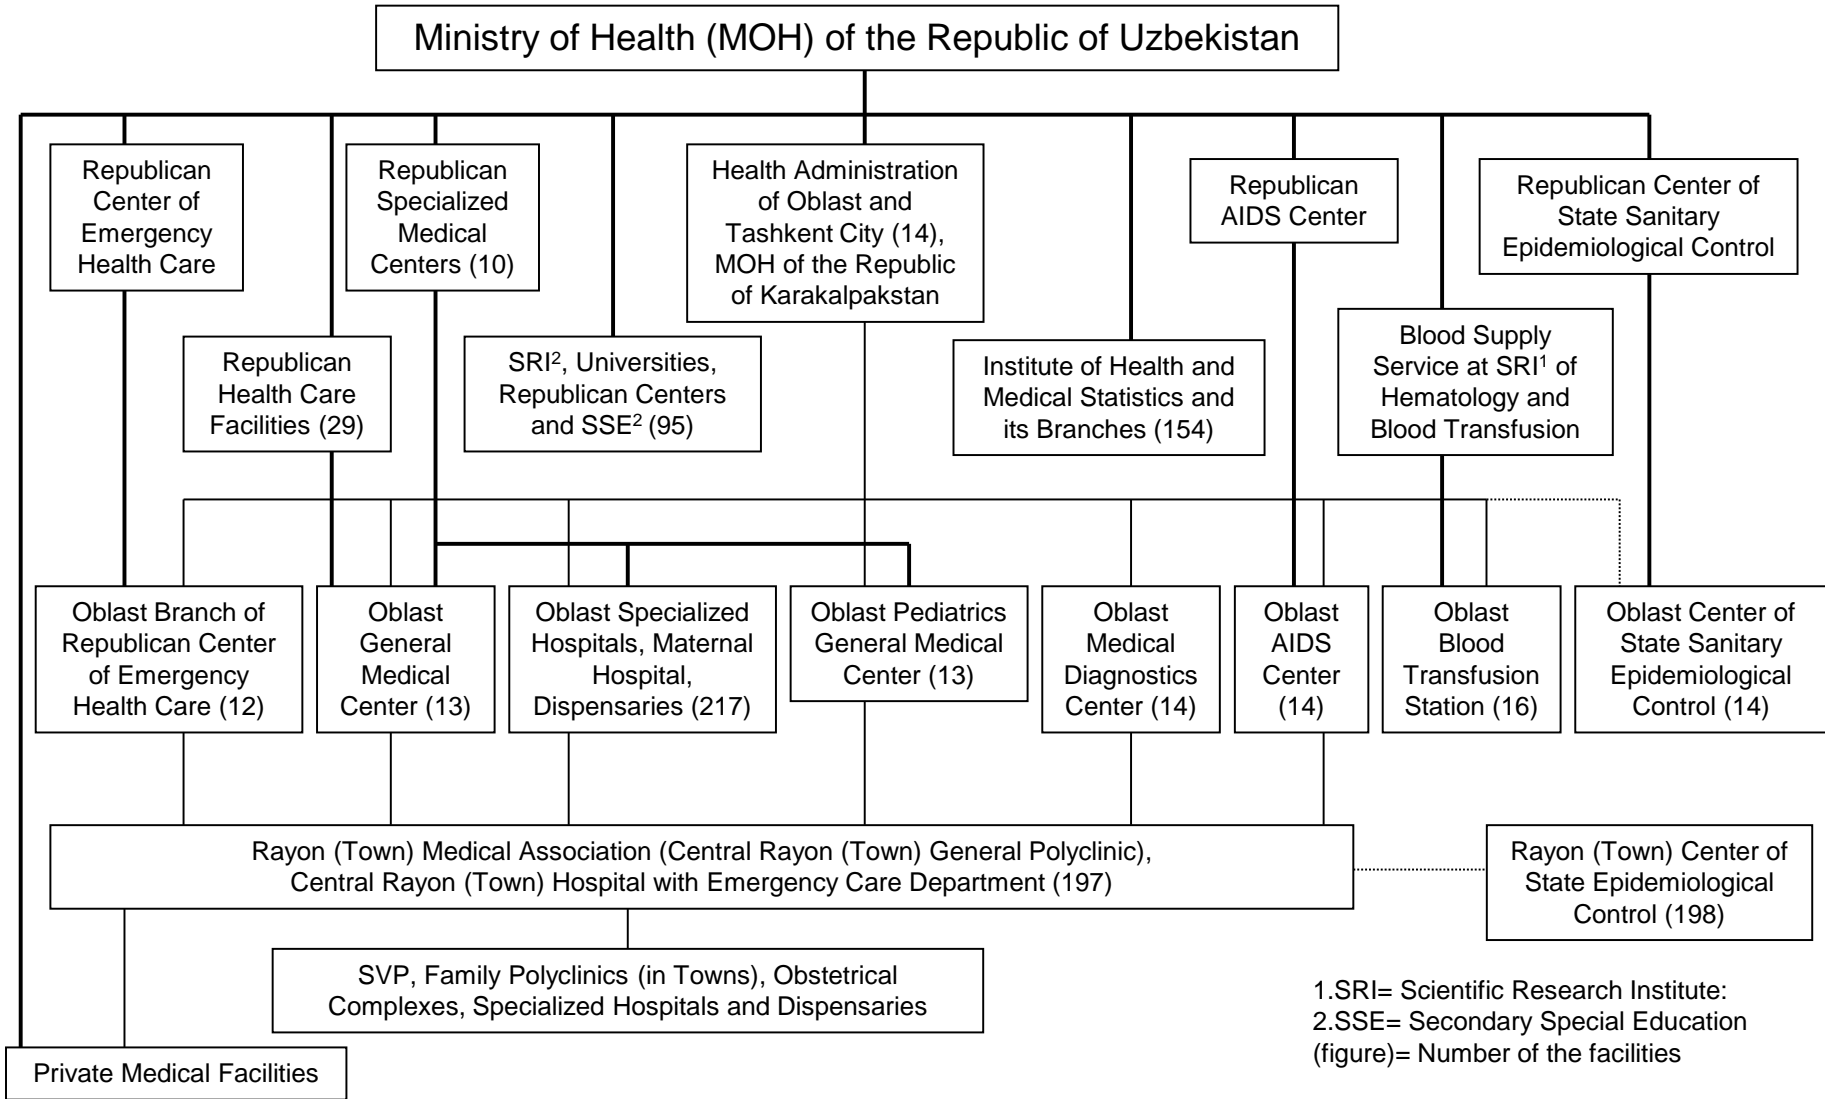 Ministry of Health (MOH) of the Republic of Uzbekistan
Republican
Center of
Emergency
Health Care
Republican
Specialized
Medical
Centers (10)
Health Administration
of Oblast and
Tashkent City (14),
MOH of the Republic
of Karakalpakstan
Republican
AIDS Center
Republican Center of
State Sanitary
Epidemiological Control
Republican
Health Care
Facilities (29)
SRI², Universities,
Republican Centers
and SSE² (95)
Institute of Health and
Medical Statistics and
its Branches (154)
Blood Supply
Service at SRI¹ of
Hematology and
Blood Transfusion
Oblast Branch of
Republican Center
of Emergency
Health Care (12)
Oblast
General
Medical
Center (13)
Oblast Specialized
Hospitals, Maternal
Hospital,
Dispensaries (217)
Oblast Pediatrics
General Medical
Center (13)
Oblast
Medical
Diagnostics
Center (14)
Oblast
AIDS
Center
(14)
Oblast
Blood
Transfusion
Station (16)
Oblast Center of
State Sanitary
Epidemiological
Control (14)
Rayon (Town) Medical Association (Central Rayon (Town) General Polyclinic),
Central Rayon (Town) Hospital with Emergency Care Department (197)
Rayon (Town) Center of
State Epidemiological
Control (198)
SVP, Family Polyclinics (in Towns), Obstetrical
Complexes, Specialized Hospitals and Dispensaries
Private Medical Facilities
1.SRI= Scientific Research Institute:
2.SSE= Secondary Special Education
(figure)= Number of the facilities